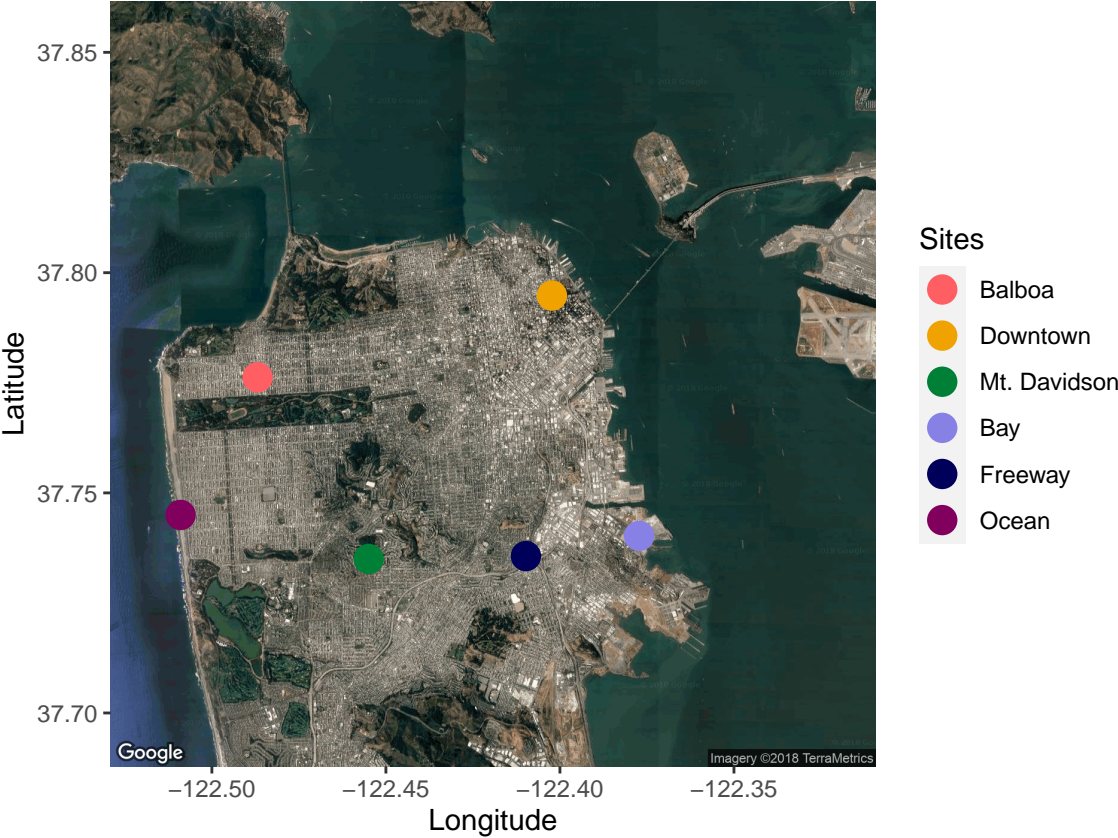 37.85
37.80
37.75
37.70
Latitude
−122.50
−122.45
−122.40
−122.35
Longitude
Google
Imagery ©2018 TerraMetrics
Sites
Balboa
Downtown
Mt. Davidson
Bay
Freeway
Ocean